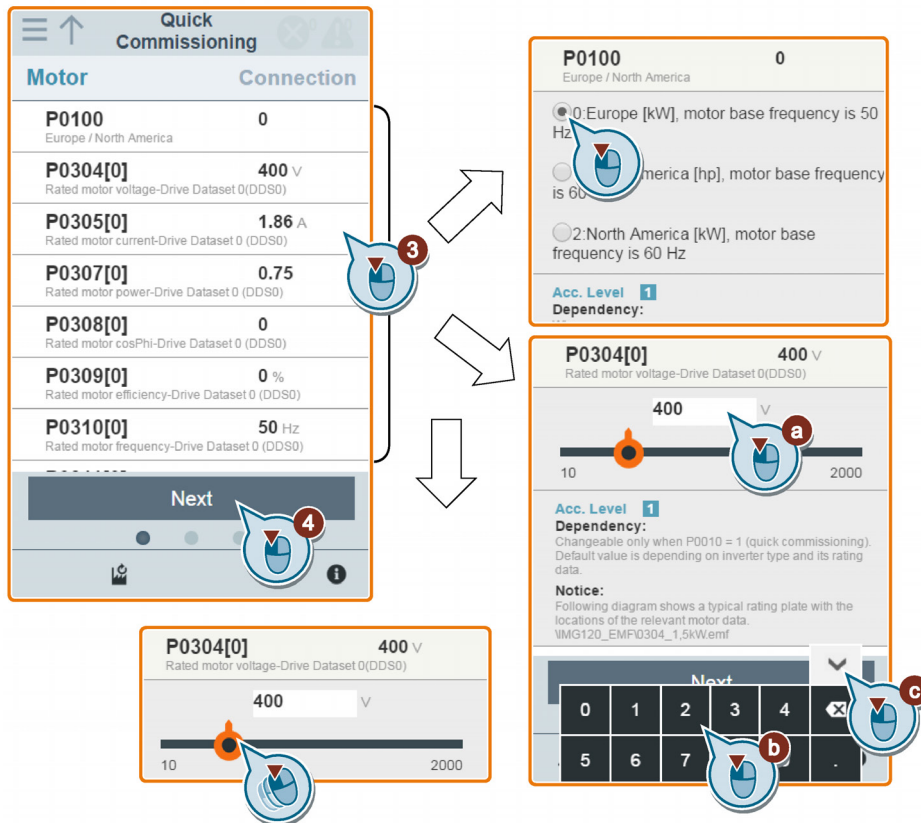 Quick
Commissioning
Motor Connection
P0100 0
Europe / North America
P0304[0] 400 V
Rated motor voltage-Drive Dataset 0(DDS0)
P0305[0] 1.86 A
Rated motor current-Drive Dataset 0 (DDS0)
P0307[0] 0.75
Rated motor power-Drive Dataset 0 (DDS0)
P0308[0] 0
Rated motor cosPhi-Drive Dataset 0 (DDS0)
P0309[0] 0 %
Rated motor efficiency-Drive Dataset 0 (DDS0)
P0310[0] 50 Hz
Rated motor frequency-Drive Dataset 0 (DDS0)
Next
3
4
P0100 0
Europe / North America
0:Europe [kW], motor base frequency is 50
Hz
[hp], motor base frequency
is 60
2:North America [kW], motor base
frequency is 60 Hz
Acc. Level 1
Dependency:
P0304[0] 400 V
Rated motor voltage-Drive Dataset 0(DDS0)
400 V
a
10 2000
Acc. Level 1
Dependency:
Changeable only when P0010 = 1 (quick commissioning).
Default value is depending on inverter type and its rating
data.
Notice:
Following diagram shows a typical rating plate with the
locations of the relevant motor data.
\IMG120_EMF\0304_1,5kW.emf
Next
c
0 1 2 3 4
b
5 6 7 .
P0304[0] 400 V
Rated motor voltage-Drive Dataset 0(DDS0)
400 V
10 2000